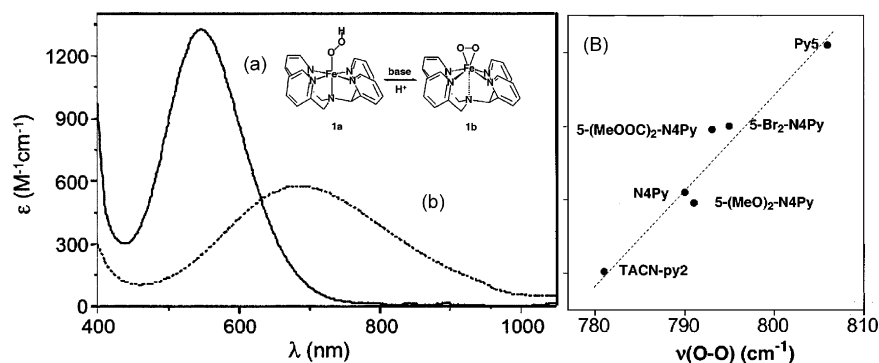 1200
900
600
300
0
ε (M⁻¹cm⁻¹)
400
600
800
1000
λ (nm)
(a)
(b)
H
O
O
N
N
Fe
N
N
N
1a
base
H⁺
O–O
N
Fe
N
N
N
N
1b
(B)
Py5
5-(MeOOC)₂-N4Py
5-Br₂-N4Py
N4Py
5-(MeO)₂-N4Py
TACN-py2
780
790
800
810
ν(O-O) (cm⁻¹)